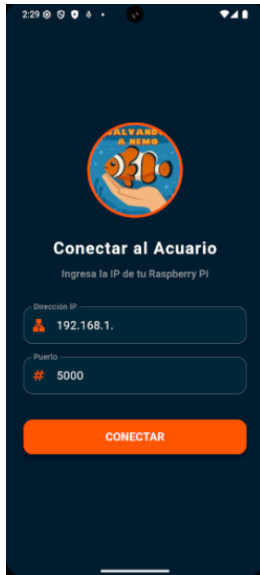 2:29
SALVANDO
A NEMO
Conectar al Acuario
Ingresa la IP de tu Raspberry Pi
Dirección IP
192.168.1.
Puerto
# 5000
CONECTAR